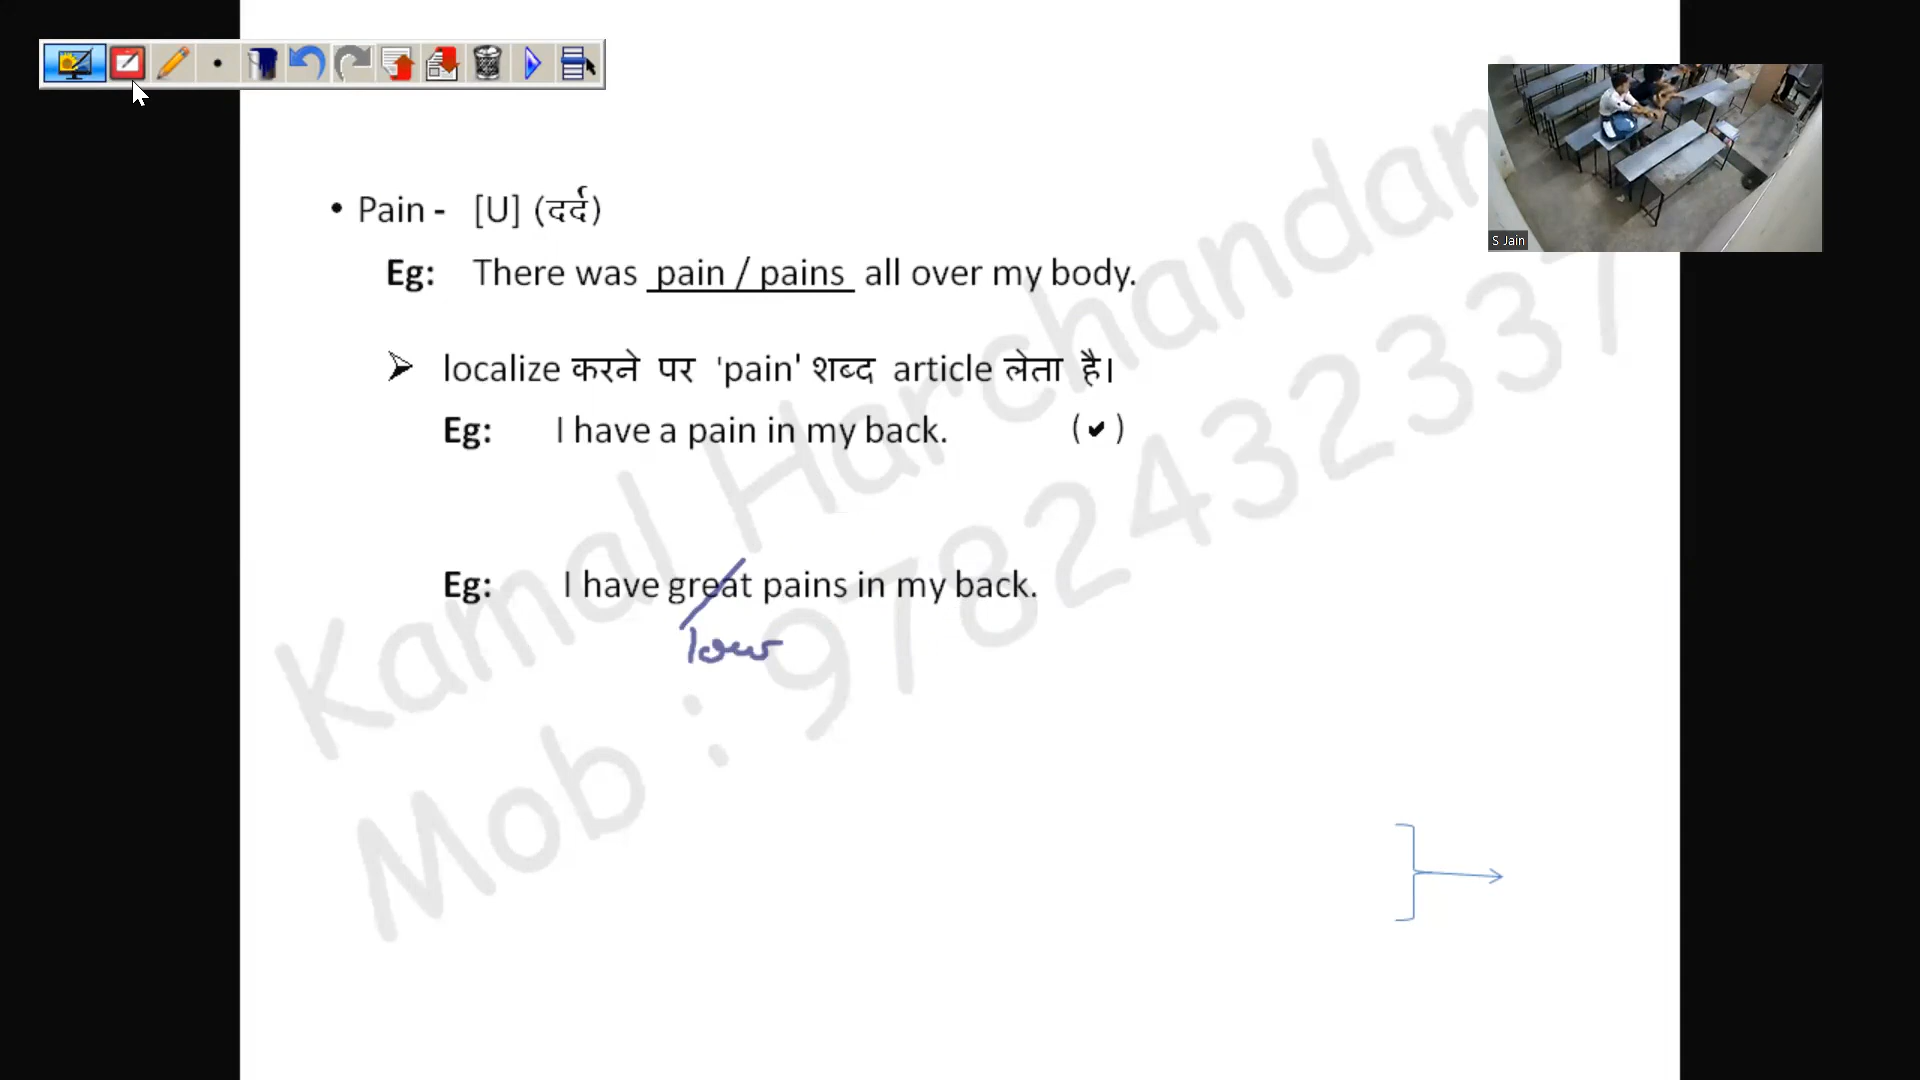 • Pain - [U] (दर्द)
Eg: There was pain / pains all over my body.
➢ localize करने पर 'pain' शब्द article लेता है।
Eg: I have a pain in my back. (✔)
Eg: I have great pains in my back.
low
Kamal Harchandani
Mob : 9782432337
S Jain